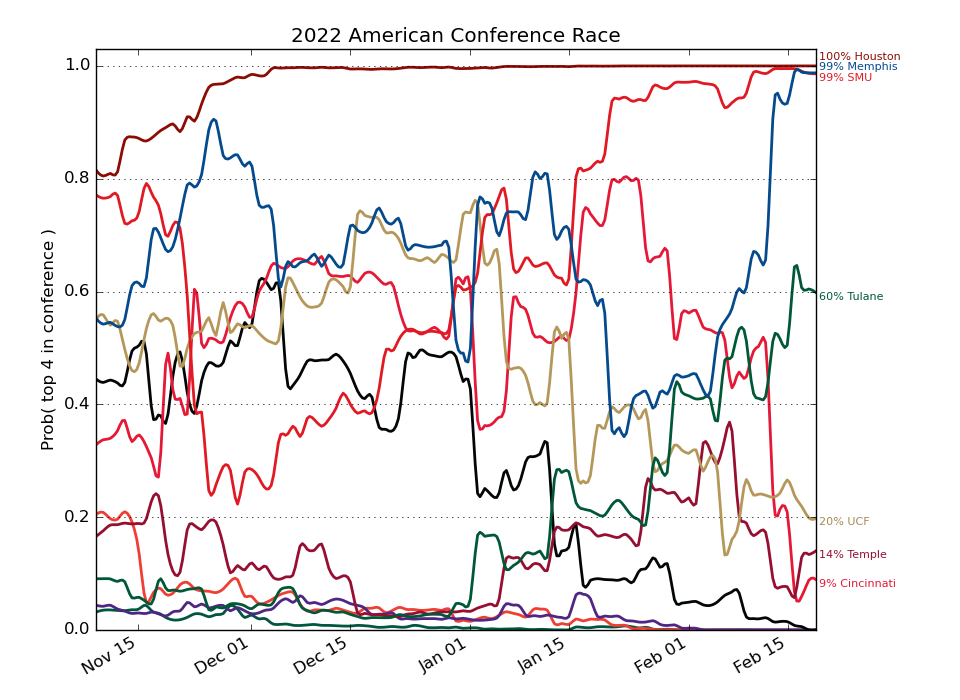 2022 American Conference Race
Prob( top 4 in conference )
1.0
0.8
0.6
0.4
0.2
0.0
Nov 15
Dec 01
Dec 15
Jan 01
Jan 15
Feb 01
Feb 15
100% Houston
99% Memphis
99% SMU
60% Tulane
20% UCF
14% Temple
9% Cincinnati